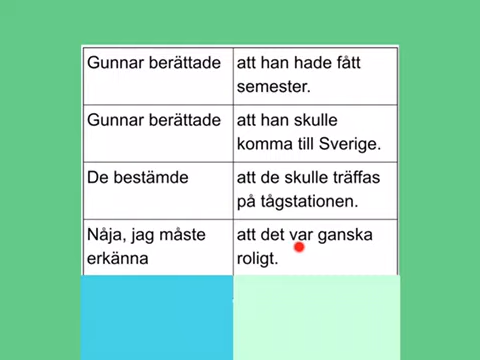 Gunnar berättade
att han hade fått
semester.
Gunnar berättade
att han skulle
komma till Sverige.
De bestämde
att de skulle träffas
på tågstationen.
Nåja, jag måste
erkänna
att det var ganska
roligt.